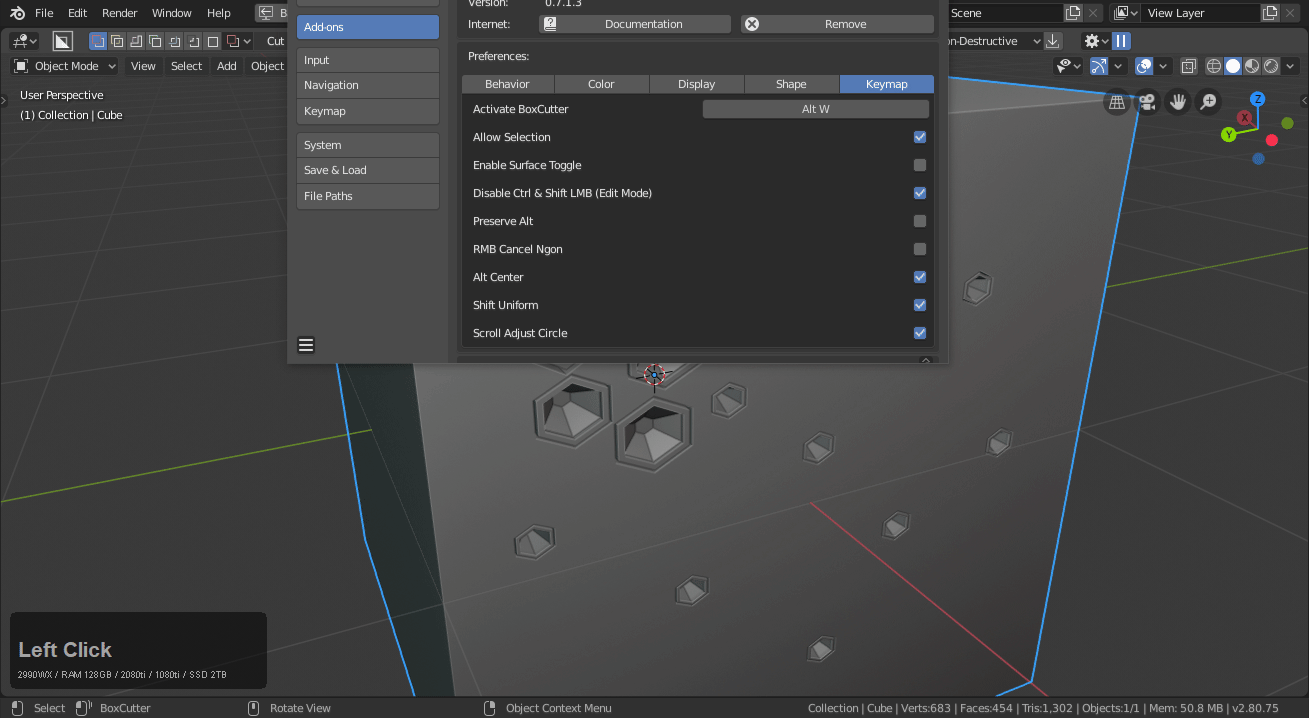 File Edit Render Window Help B
Version: 0.7.1.3
Scene View Layer
Internet: Documentation Remove
Add-ons
Cut
n-Destructive
Object Mode View Select Add Object
Preferences:
Input
Navigation
Keymap
System
Save & Load
File Paths
Behavior Color Display Shape Keymap
Activate BoxCutter Alt W
Allow Selection
Enable Surface Toggle
Disable Ctrl & Shift LMB (Edit Mode)
Preserve Alt
RMB Cancel Ngon
Alt Center
Shift Uniform
Scroll Adjust Circle
User Perspective
(1) Collection | Cube
Z
X
Y
Left Click
2990WX / RAM 128GB / 2080ti / 1080ti / SSD 2TB
Select BoxCutter Rotate View Object Context Menu Collection | Cube | Verts:683 | Faces:454 | Tris:1,302 | Objects:1/1 | Mem: 50.8 MB | v2.80.75